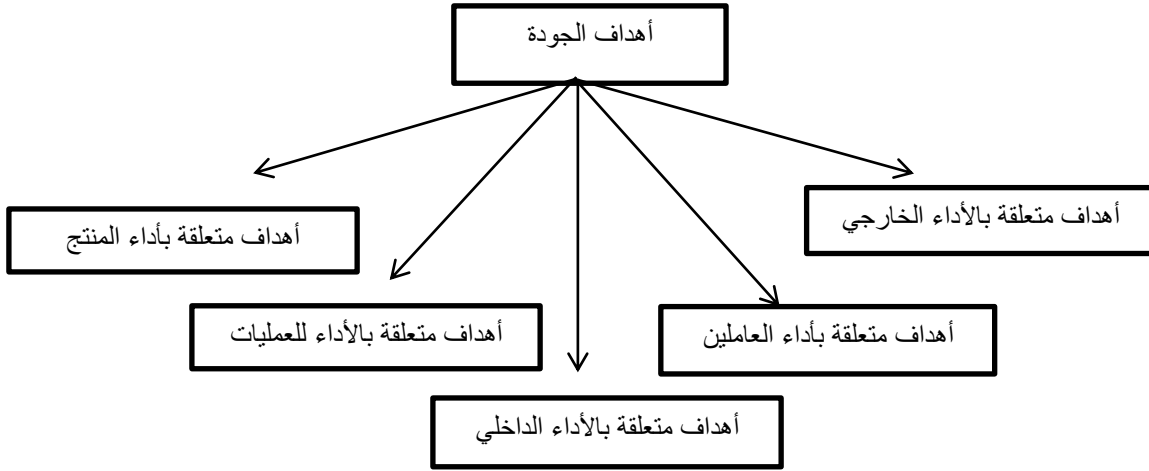 أهداف الجودة
أهداف متعلقة بالأداء الخارجي
أهداف متعلقة بأداء المنتج
أهداف متعلقة بأداء العاملين
أهداف متعلقة بالأداء للعمليات
أهداف متعلقة بالأداء الداخلي